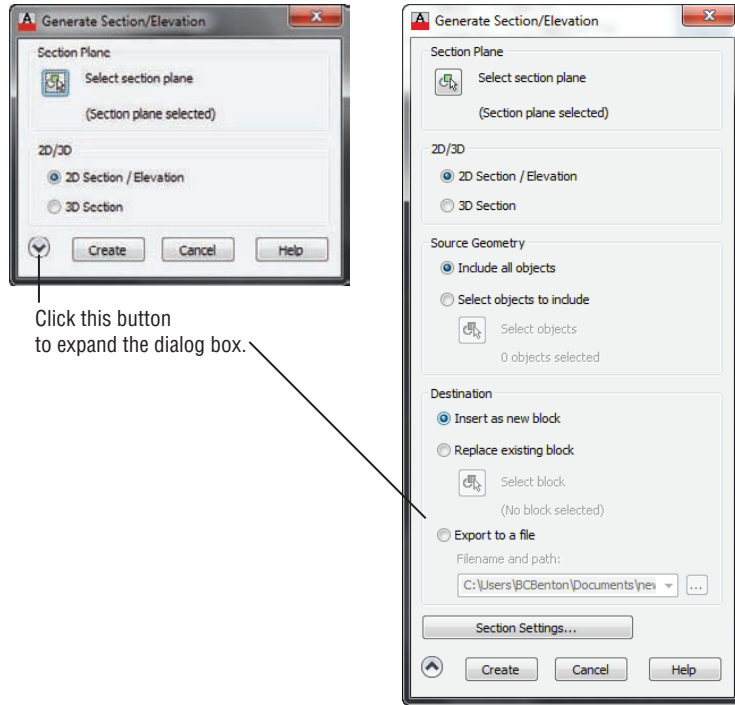 Generate Section/Elevation
Section Plane
Select section plane
(Section plane selected)
2D/3D
2D Section / Elevation
3D Section
Create
Cancel
Help
Click this button
to expand the dialog box.
Generate Section/Elevation
Section Plane
Select section plane
(Section plane selected)
2D/3D
2D Section / Elevation
3D Section
Source Geometry
Include all objects
Select objects to include
Select objects
0 objects selected
Destination
Insert as new block
Replace existing block
Select block
(No block selected)
Export to a file
Filename and path:
C:\Users\BCBenton\Documents\new
...
Section Settings...
Create
Cancel
Help